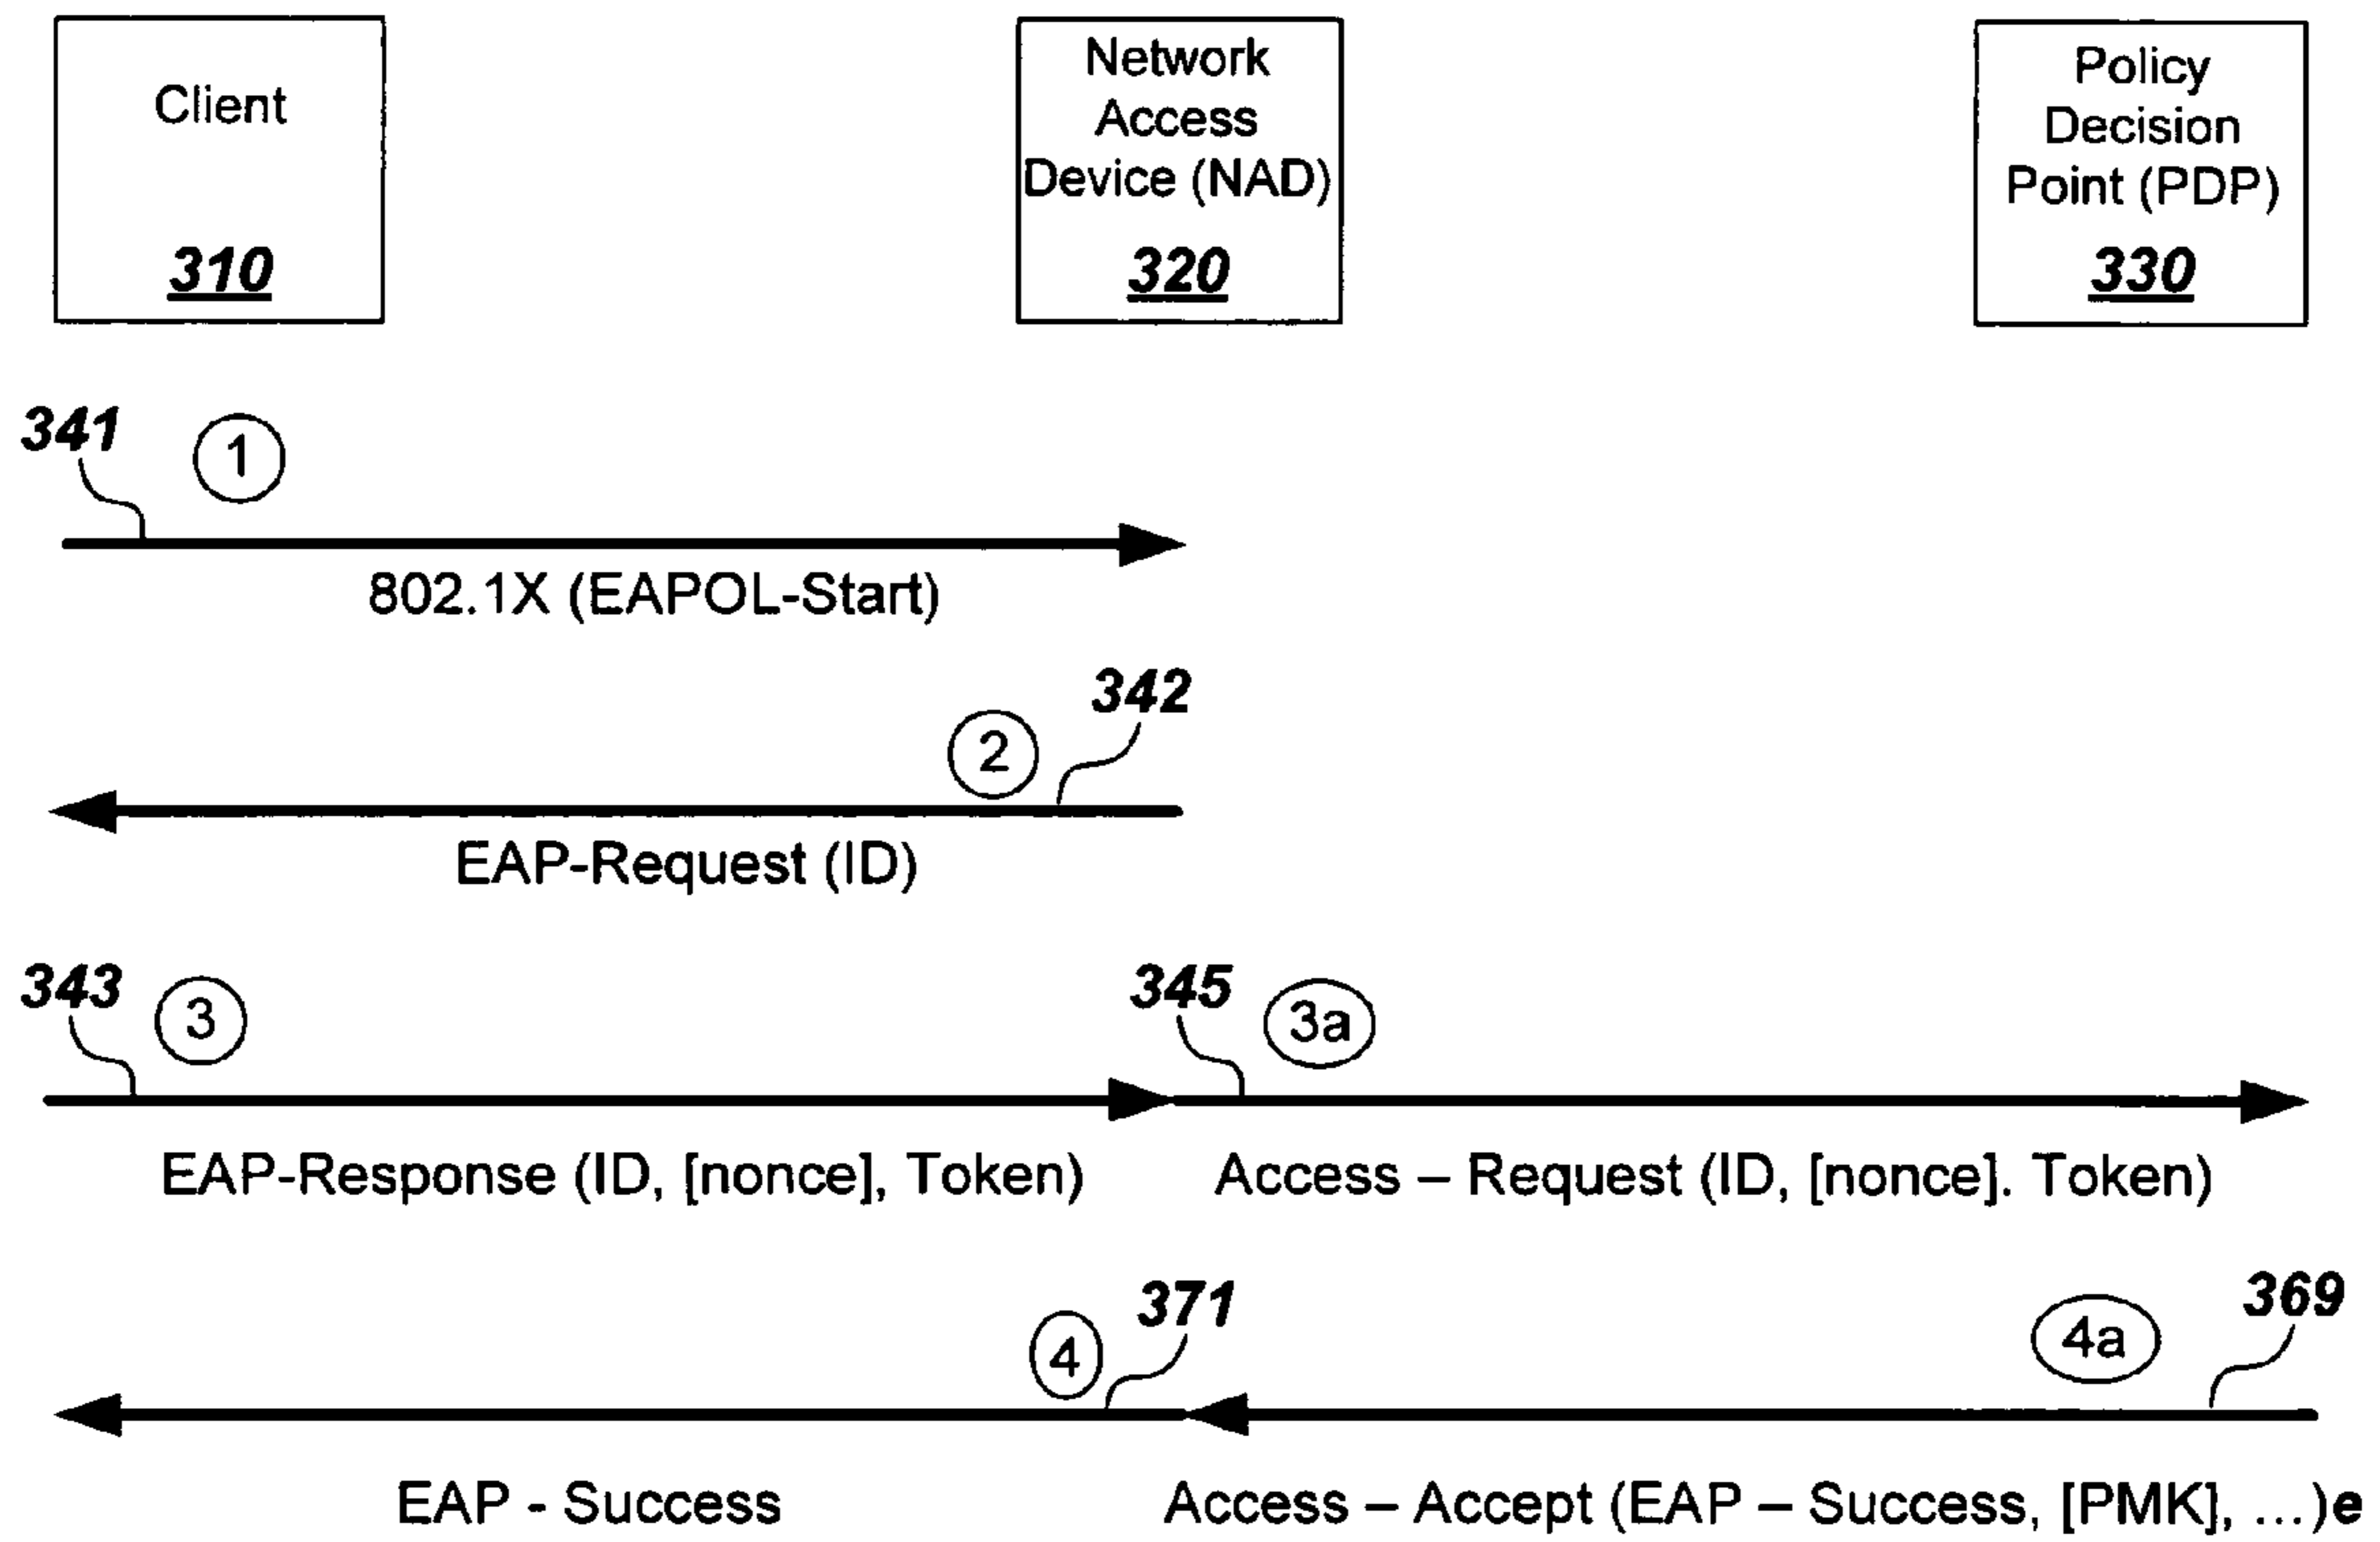 Client
310
Network
Access
Device (NAD)
320
Policy
Decision
Point (PDP)
330
341
1
802.1X (EAPOL-Start)
342
2
EAP-Request (ID)
343
3
345
3a
EAP-Response (ID, [nonce], Token)
Access – Request (ID, [nonce]. Token)
4
371
4a
369
EAP - Success
Access – Accept (EAP – Success, [PMK], ...)e